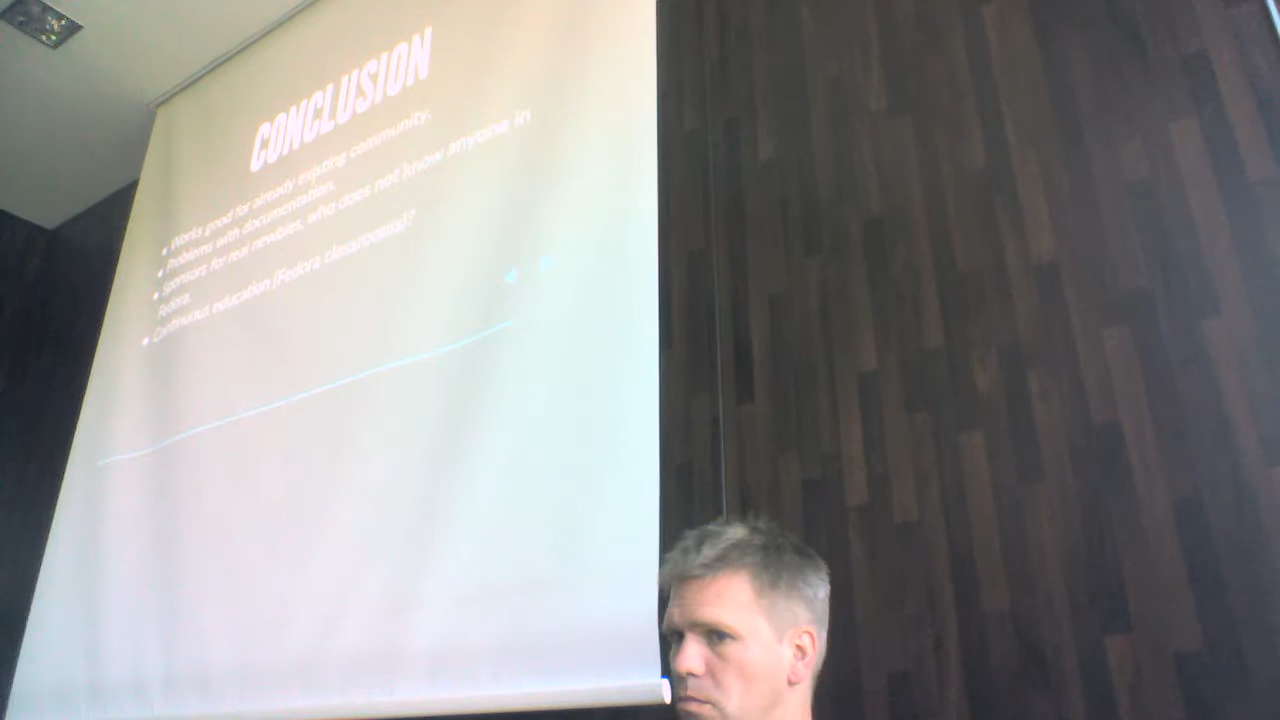 CONCLUSION
Works good for already existing community.
Problems with documentation.
Sponsors for real newbies, who does not know anyone in
Fedora.
Continuous education (Fedora classrooms)?